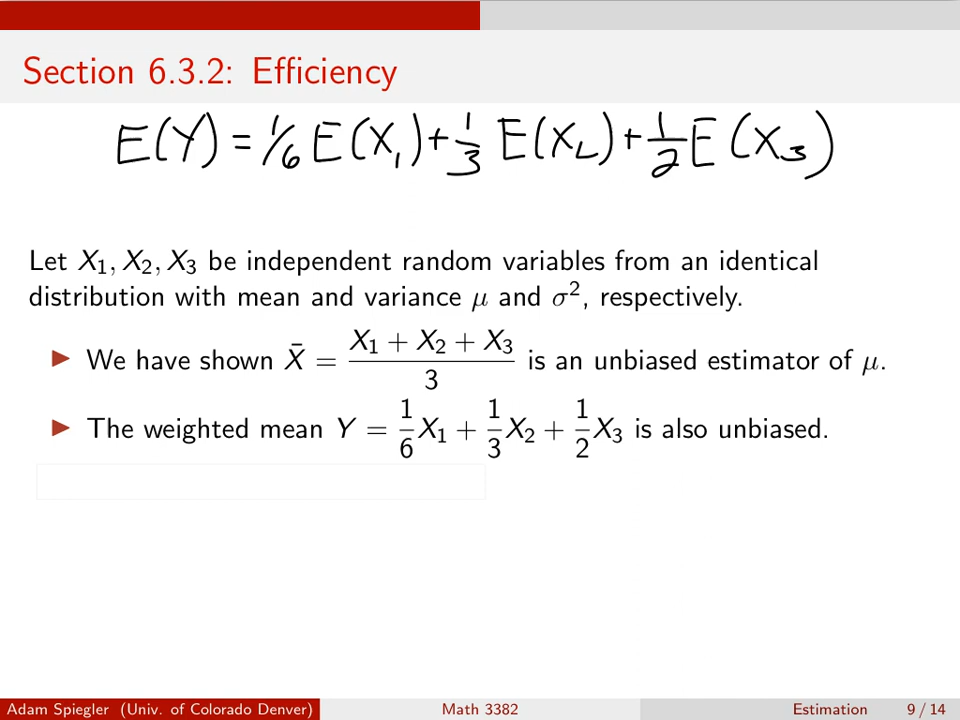 Section 6.3.2: Efficiency
E(Y) = 1/6 E(X₁) + 1/3 E(X₂) + 1/2 E(X₃)
Let X₁, X₂, X₃ be independent random variables from an identical
distribution with mean and variance μ and σ², respectively.
▶ We have shown X̄ = (X₁ + X₂ + X₃)/3 is an unbiased estimator of μ.
▶ The weighted mean Y = 1/6 X₁ + 1/3 X₂ + 1/2 X₃ is also unbiased.
Adam Spiegler (Univ. of Colorado Denver) Math 3382 Estimation 9 / 14